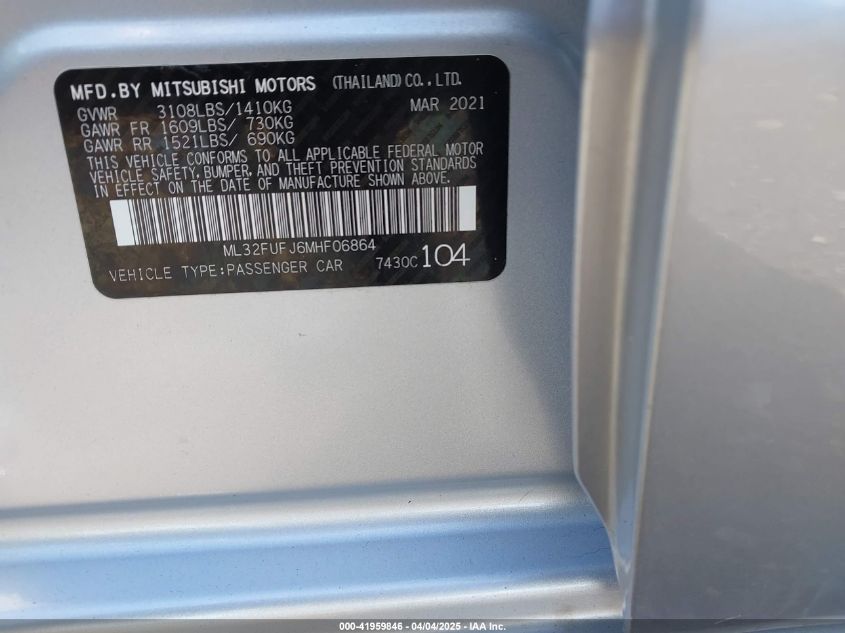 MFD.BY MITSUBISHI MOTORS (THAILAND) CO.,LTD.
GVWR 3108LBS/1410KG MAR 2021
GAWR FR 1609LBS/ 730KG
GAWR RR 1521LBS/ 690KG
THIS VEHICLE CONFORMS TO ALL APPLICABLE FEDERAL MOTOR
VEHICLE SAFETY, BUMPER, AND THEFT PREVENTION STANDARDS
IN EFFECT ON THE DATE OF MANUFACTURE SHOWN ABOVE.
ML32FUFJ6MHF06864
VEHICLE TYPE:PASSENGER CAR 7430C 104
000-41959846 - 04/04/2025 - IAA Inc.